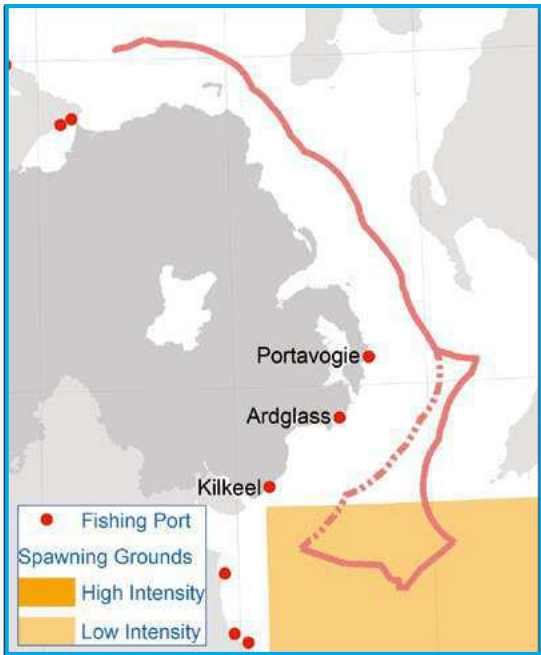 Portavogie
Ardglass
Kilkeel
Fishing Port
Spawning Grounds
High Intensity
Low Intensity